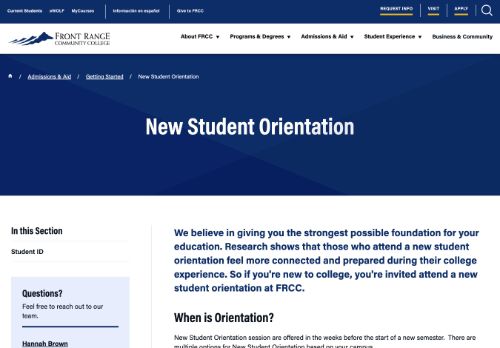 Current Students eWOLF MyCourses Información en español Give to FRCC REQUEST INFO VISIT APPLY
FRONT RANGE
COMMUNITY COLLEGE
About FRCC Programs & Degrees Admissions & Aid Student Experience Business & Community
/ Admissions & Aid / Getting Started / New Student Orientation
New Student Orientation
In this Section
Student ID
Questions?
Feel free to reach out to our
team.
Hannah Brown
We believe in giving you the strongest possible foundation for your
education. Research shows that those who attend a new student
orientation feel more connected and prepared during their college
experience. So if you're new to college, you're invited attend a new
student orientation at FRCC.
When is Orientation?
New Student Orientation session are offered in the weeks before the start of a new semester. There are
multiple options for New Student Orientation based on your campus.